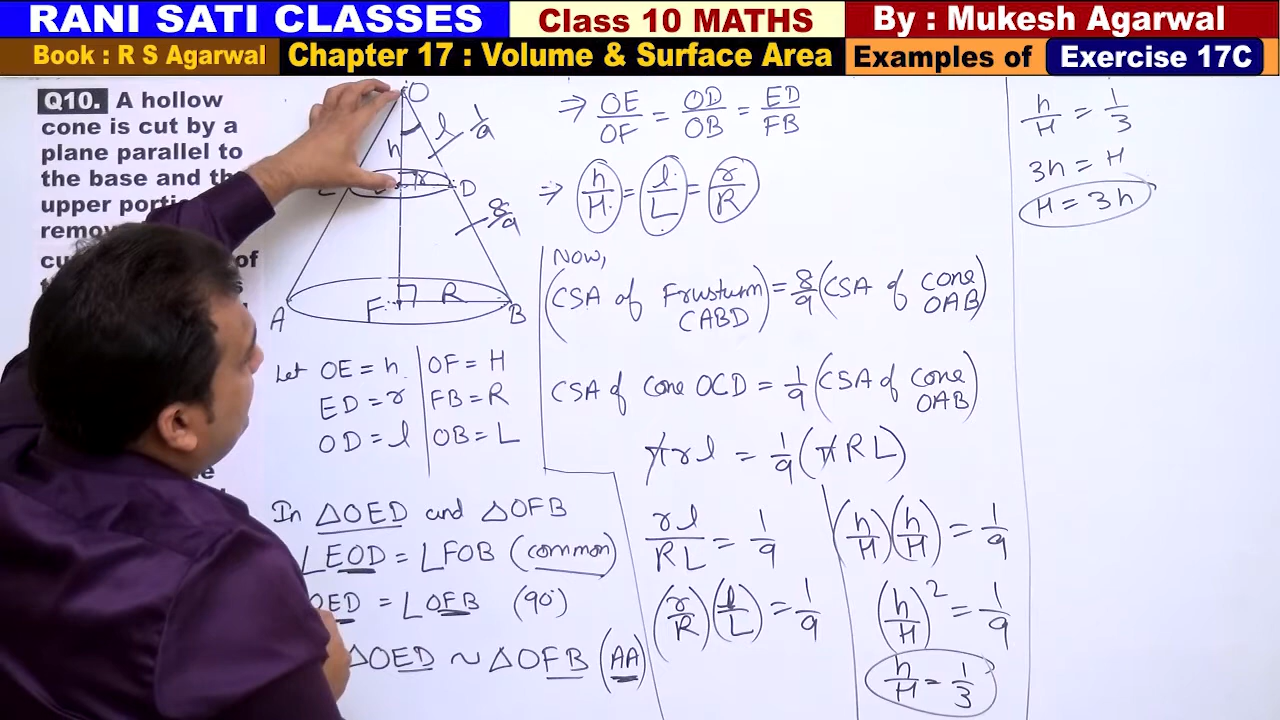 RANI SATI CLASSES
Class 10 MATHS
By : Mukesh Agarwal
Book : R S Agarwal
Chapter 17 : Volume & Surface Area
Examples of
Exercise 17C
Q10. A hollow
cone is cut by a
plane parallel to
the base and
upper
of
O
l 1/9
h
r D
8/9
A F R B
Let OE = h
ED = r
OD = l
OF = H
FB = R
OB = L
In △OED and △OFB
∠EOD = ∠FOB (common)
OED = ∠OFB (90°)
△OED ~ △OFB (AA)
⇒ OE/OF = OD/OB = ED/FB
⇒ h/H = l/L = r/R
Now,
(CSA of Frusturm CABD) = 8/9 (CSA of cone OAB)
CSA of Cone OCD = 1/9 (CSA of cone OAB)
πrl = 1/9 (πRL)
rl/RL = 1/9
(r/R)(l/L) = 1/9
(h/H)(h/H) = 1/9
(h/H)² = 1/9
h/H = 1/3
h/H = 1/3
3h = H
H = 3h